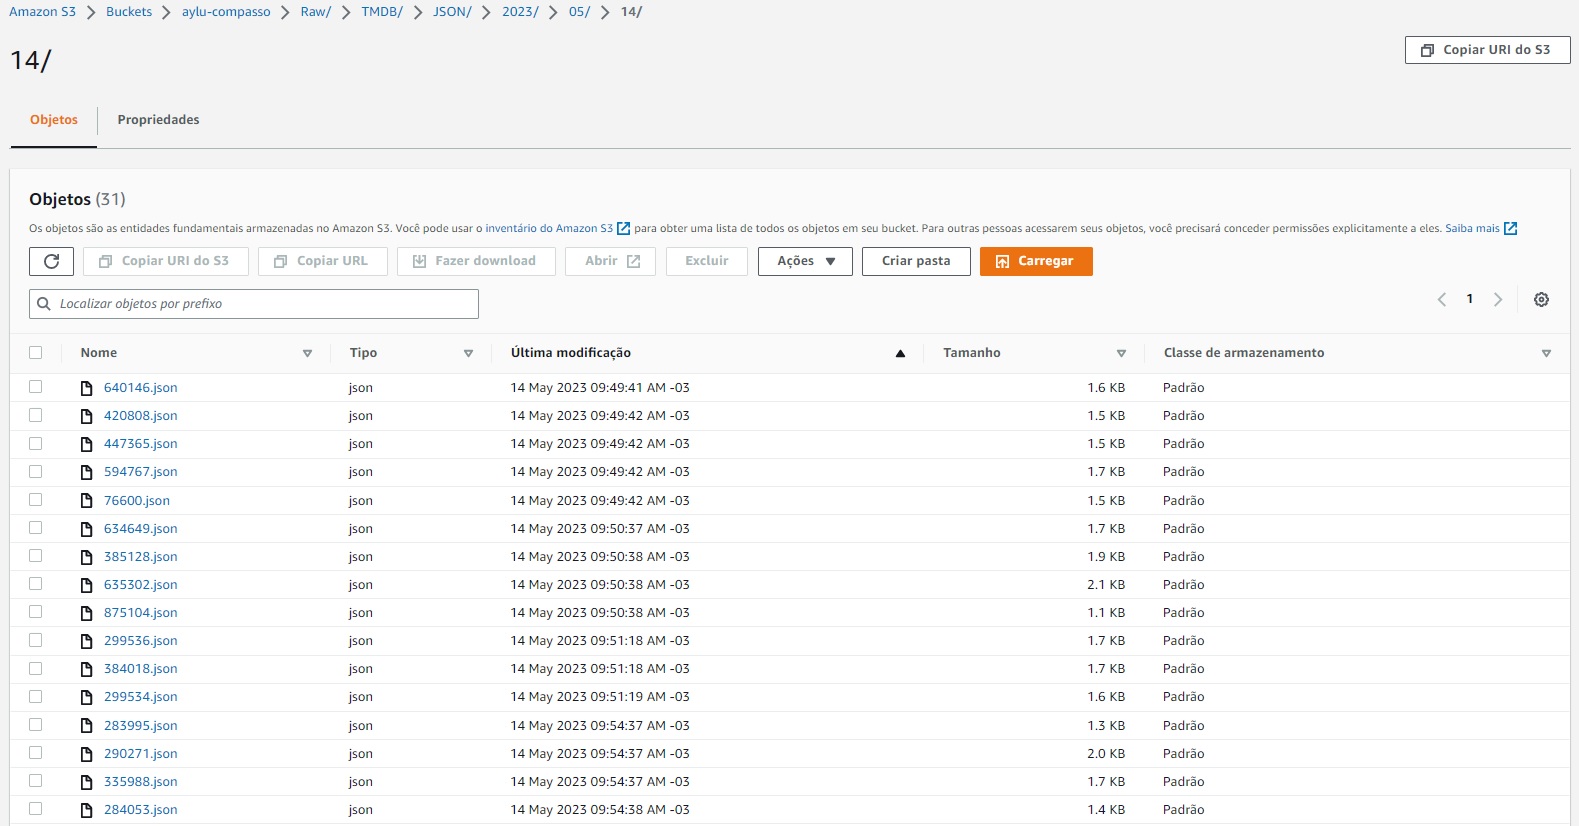 Amazon S3 > Buckets > aylu-compasso > Raw/ > TMDB/ > JSON/ > 2023/ > 05/ > 14/
14/
Copiar URI do S3
Objetos Propriedades
Objetos (31)
Os objetos são as entidades fundamentais armazenadas no Amazon S3. Você pode usar o inventário do Amazon S3 para obter uma lista de todos os objetos em seu bucket. Para outras pessoas acessarem seus objetos, você precisará conceder permissões explicitamente a eles. Saiba mais
Copiar URI do S3 Copiar URL Fazer download Abrir Excluir Ações Criar pasta Carregar
Localizar objetos por prefixo
1
Nome Tipo Última modificação Tamanho Classe de armazenamento
640146.json json 14 May 2023 09:49:41 AM -03 1.6 KB Padrão
420808.json json 14 May 2023 09:49:42 AM -03 1.5 KB Padrão
447365.json json 14 May 2023 09:49:42 AM -03 1.5 KB Padrão
594767.json json 14 May 2023 09:49:42 AM -03 1.7 KB Padrão
76600.json json 14 May 2023 09:49:42 AM -03 1.5 KB Padrão
634649.json json 14 May 2023 09:50:37 AM -03 1.7 KB Padrão
385128.json json 14 May 2023 09:50:38 AM -03 1.9 KB Padrão
635302.json json 14 May 2023 09:50:38 AM -03 2.1 KB Padrão
875104.json json 14 May 2023 09:50:38 AM -03 1.1 KB Padrão
299536.json json 14 May 2023 09:51:18 AM -03 1.7 KB Padrão
384018.json json 14 May 2023 09:51:18 AM -03 1.7 KB Padrão
299534.json json 14 May 2023 09:51:19 AM -03 1.6 KB Padrão
283995.json json 14 May 2023 09:54:37 AM -03 1.3 KB Padrão
290271.json json 14 May 2023 09:54:37 AM -03 2.0 KB Padrão
335988.json json 14 May 2023 09:54:37 AM -03 1.7 KB Padrão
284053.json json 14 May 2023 09:54:38 AM -03 1.4 KB Padrão